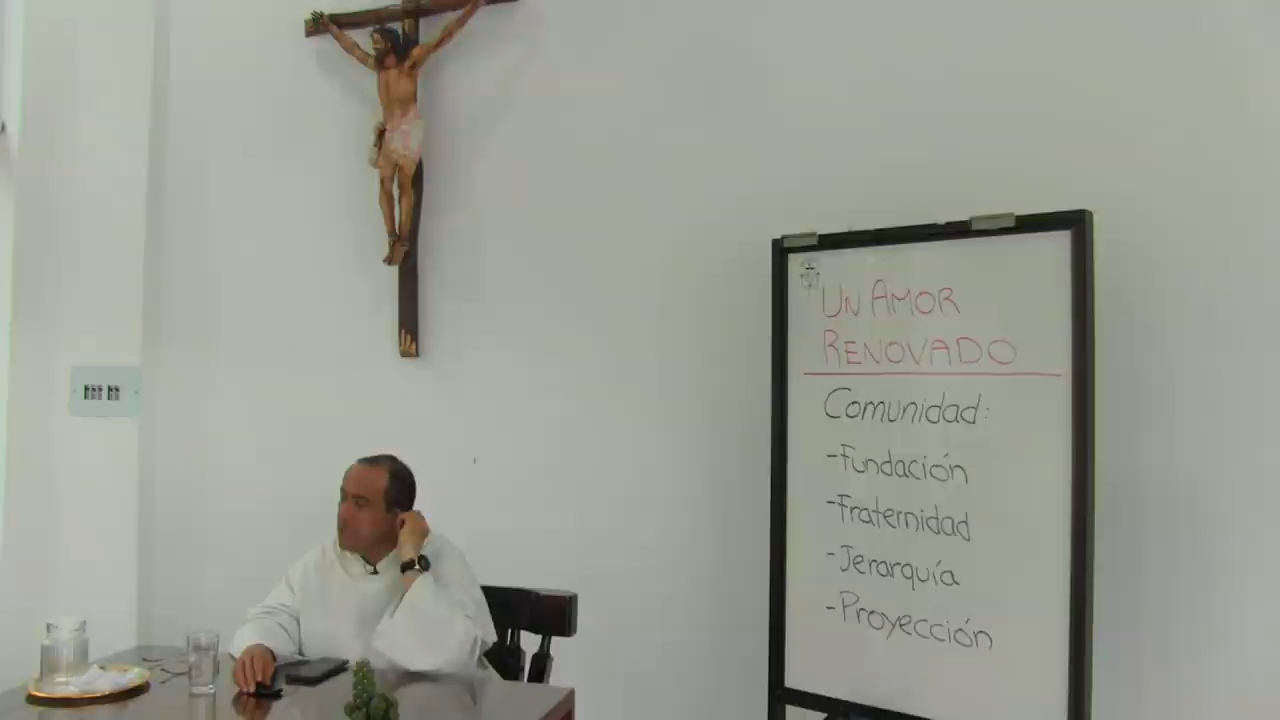 UN AMOR
RENOVADO
Comunidad:
-Fundación
-Fraternidad
-Jerarquía
-Proyección